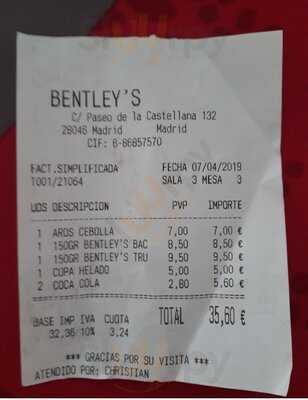 BENTLEY'S
C/ Paseo de la Castellana 132
28046 Madrid Madrid
CIF: B-86857570
FACT.SIMPLIFICADA FECHA 07/04/2019
T001/21064 SALA 3 MESA 3
UDS DESCRIPCION PVP IMPORTE
1 AROS CEBOLLA 7,00 7,00 €
1 150GR BENTLEY'S BAC 8,50 8,50 €
1 150GR BENTLEY'S TRU 9,50 9,50 €
1 COPA HELADO 5,00 5,00 €
2 COCA COLA 2,80 5,60 €
BASE IMP IVA CUOTA TOTAL 35,60 €
32,36 10% 3,24
*** GRACIAS POR SU VISITA ***
ATENDIDO POR: CHRISTIAN